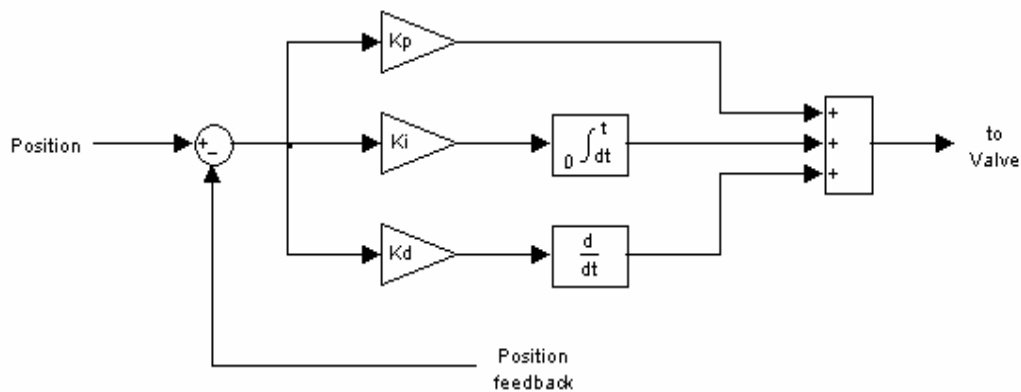 Kp
Position
+
−
Ki
0 ∫ t dt
+
+
+
to
Valve
Kd
d
dt
Position
feedback